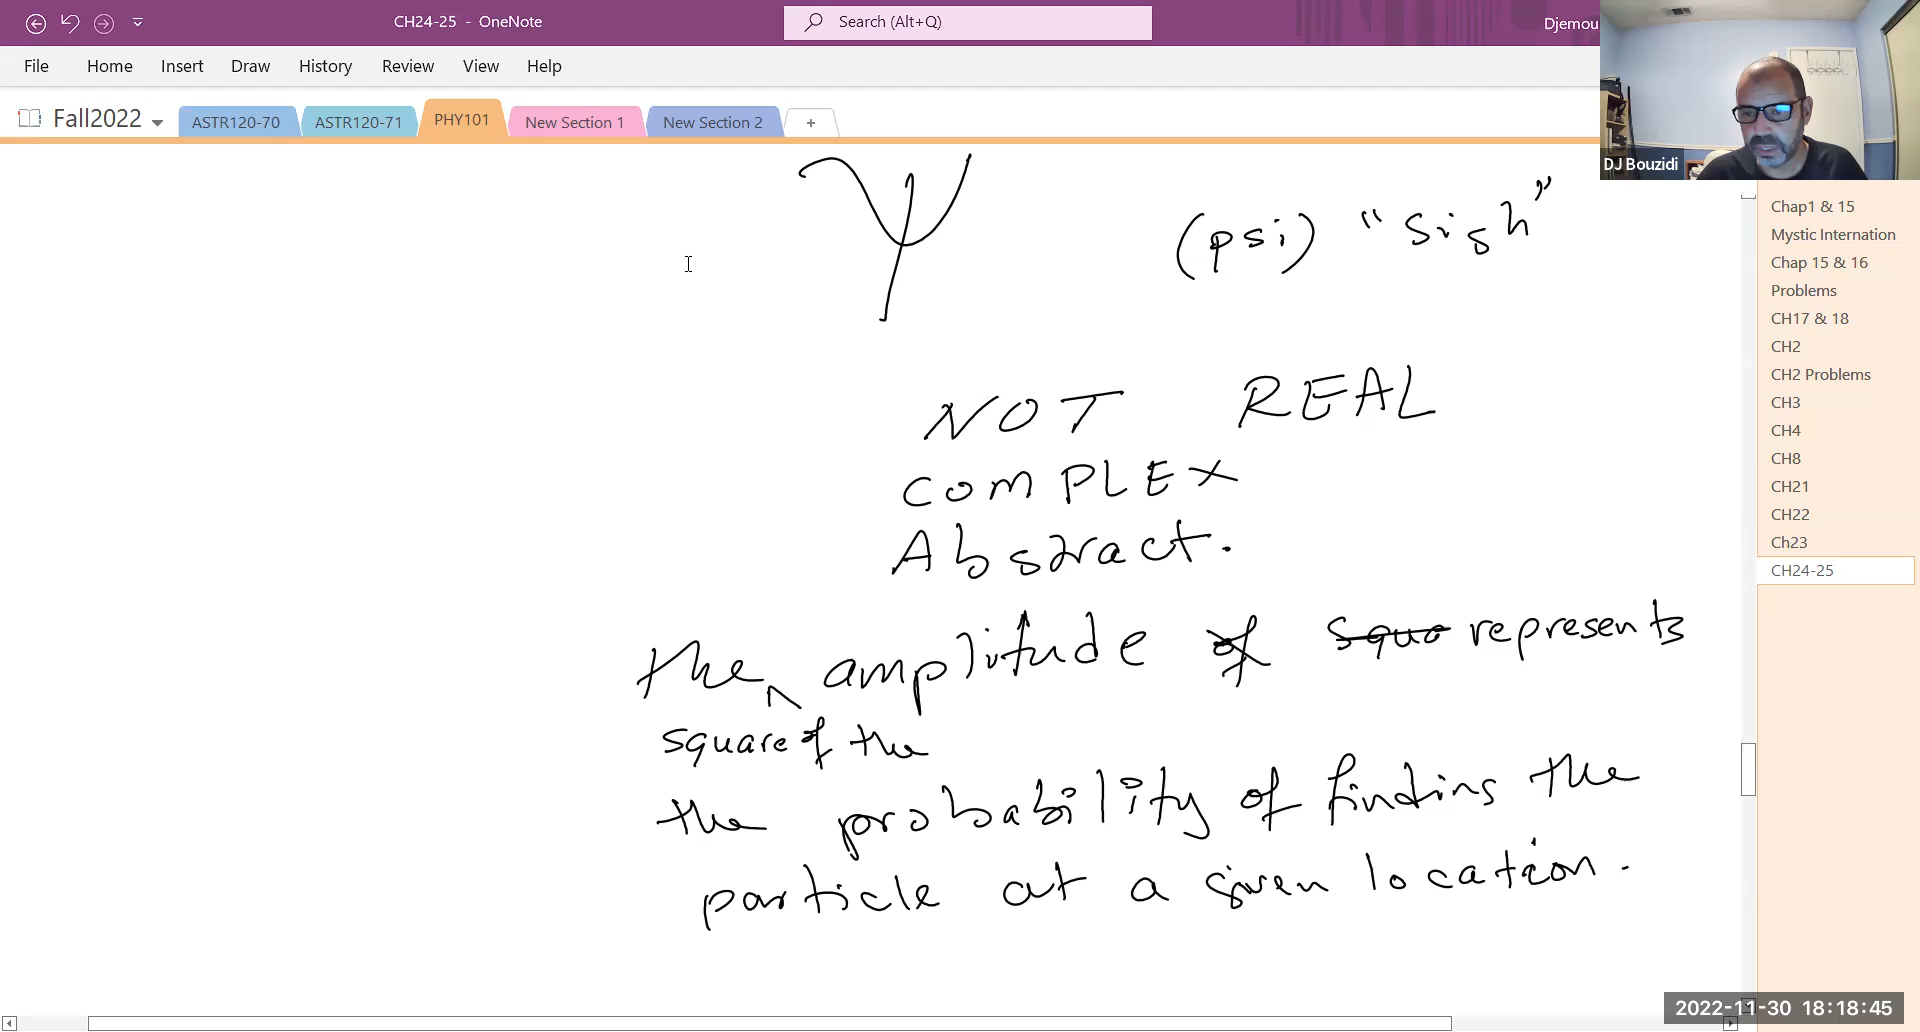 CH24-25 - OneNote
Search (Alt+Q)
Djemou
File Home Insert Draw History Review View Help
Fall2022
ASTR120-70
ASTR120-71
PHY101
New Section 1
New Section 2
+
DJ Bouzidi
ψ (psi) "sigh"
NOT REAL
COMPLEX
Abstract.
the ^ amplitude of squa represents
square of the
the probability of finding the
particle at a given location.
Chap1 & 15
Mystic Internation
Chap 15 & 16
Problems
CH17 & 18
CH2
CH2 Problems
CH3
CH4
CH8
CH21
CH22
Ch23
CH24-25
2022-11-30 18:18:45